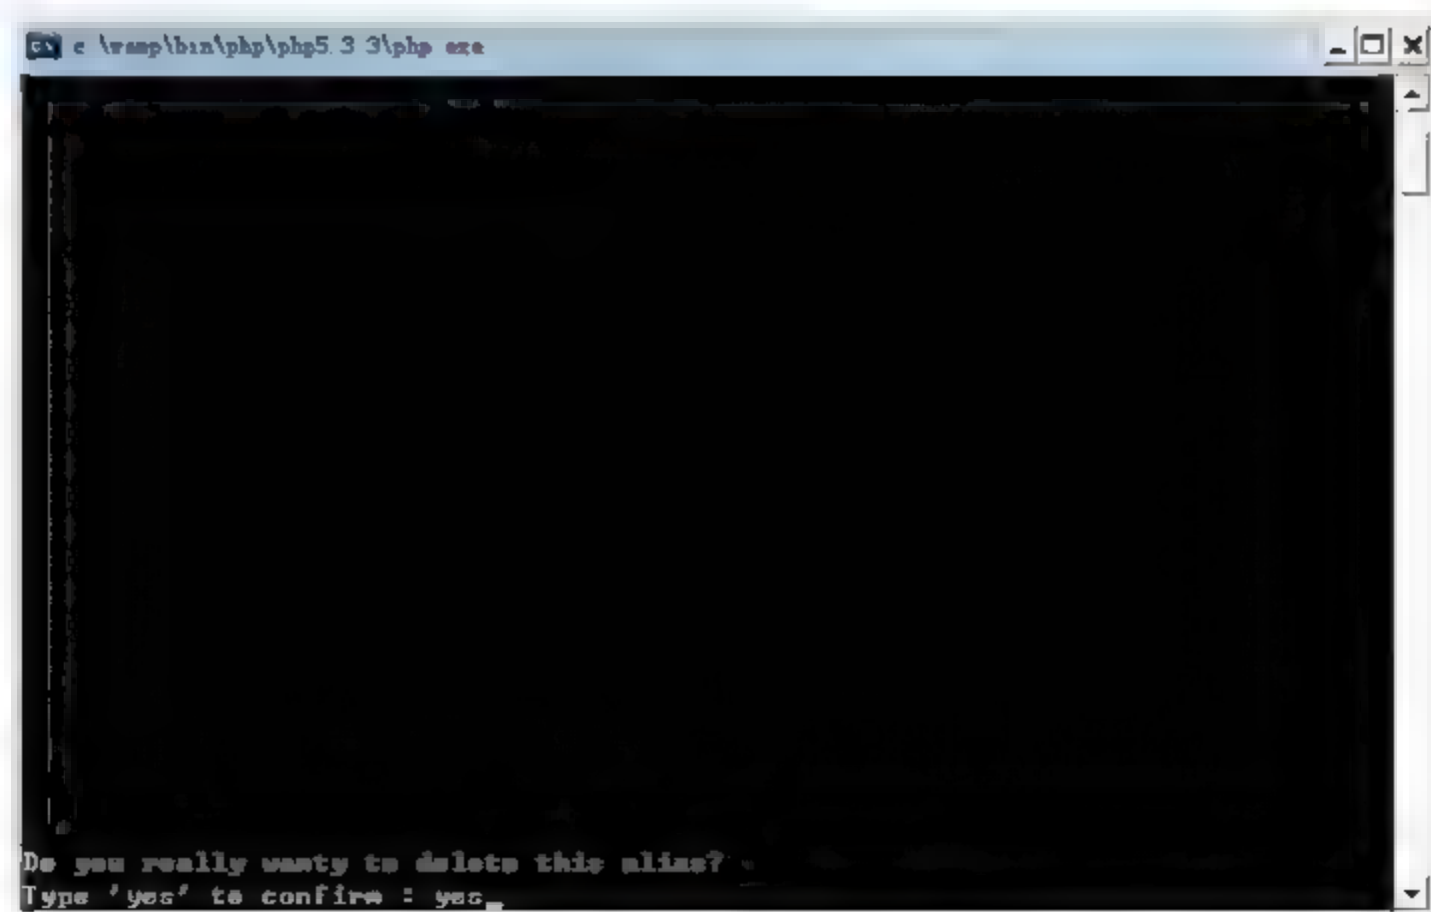 c:\wamp\bin\php\php5.3.3\php.exe
Do you really wanty to delete this alias?
Type 'yes' to confirm : yes_